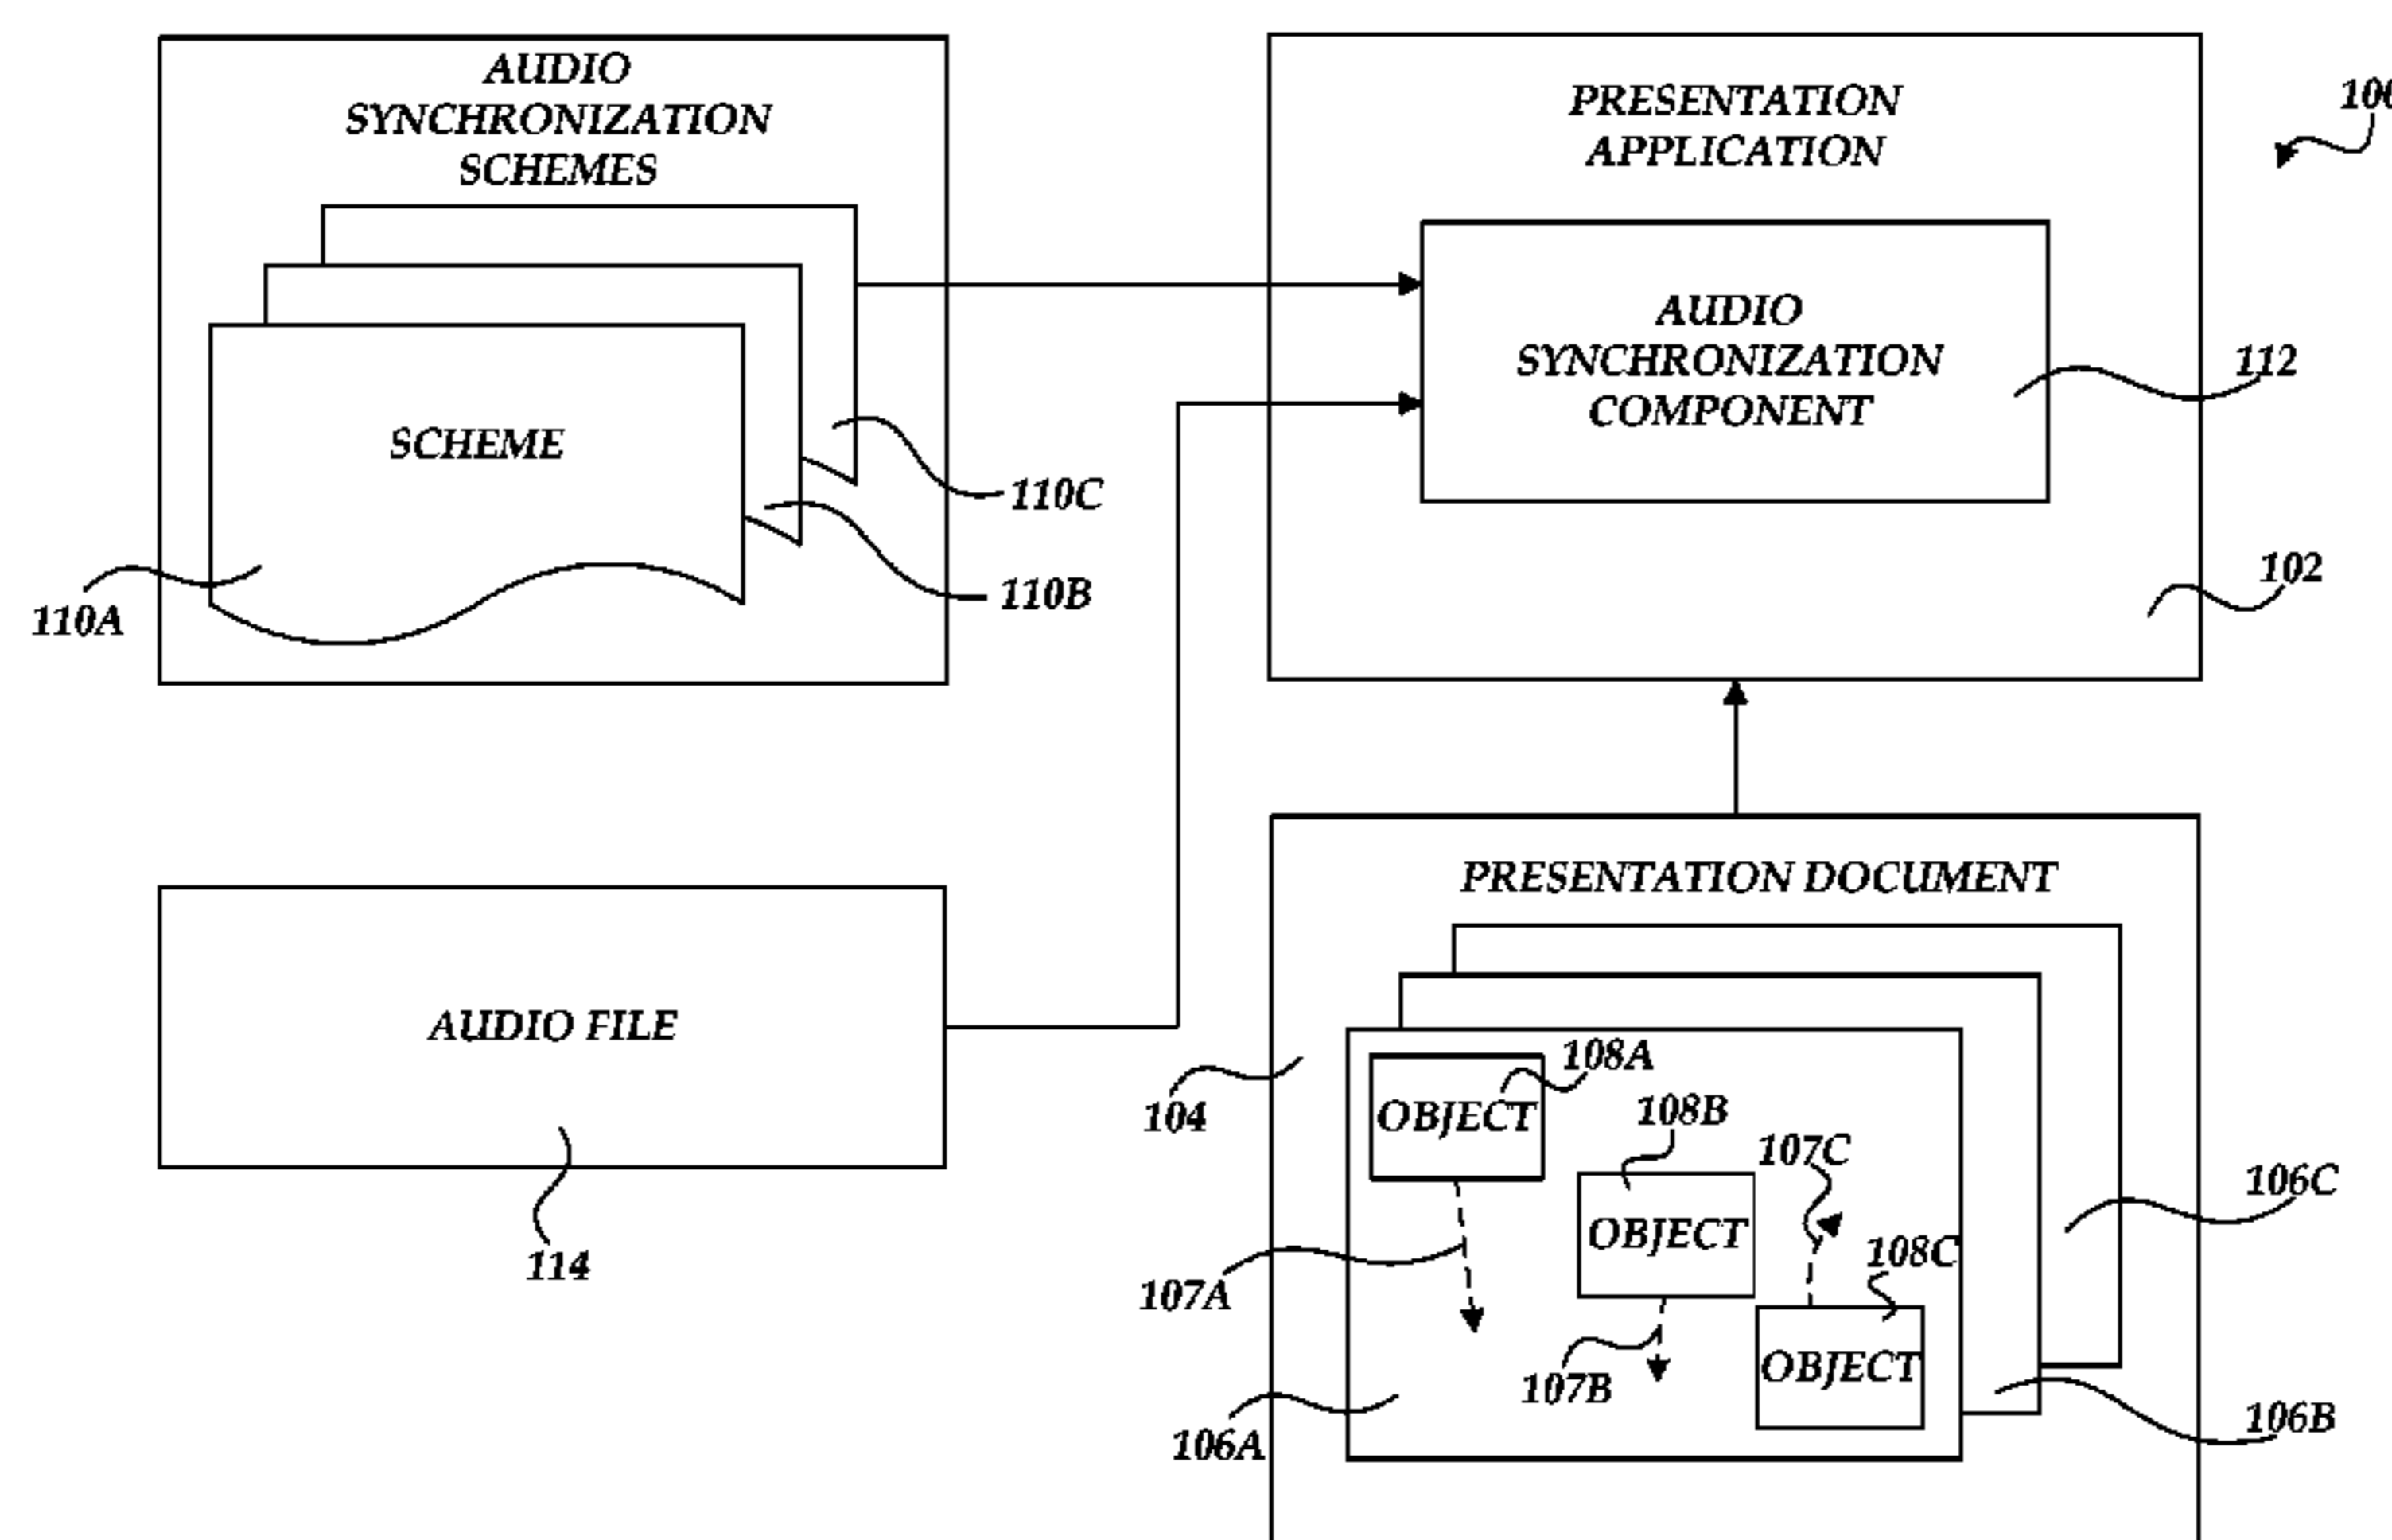 AUDIO
SYNCHRONIZATION
SCHEMES
SCHEME
110A
110B
110C
PRESENTATION
APPLICATION
AUDIO
SYNCHRONIZATION
COMPONENT
112
102
AUDIO FILE
114
PRESENTATION DOCUMENT
104
OBJECT
108A
OBJECT
108B
107C
OBJECT
108C
107A
107B
106A
106C
106B